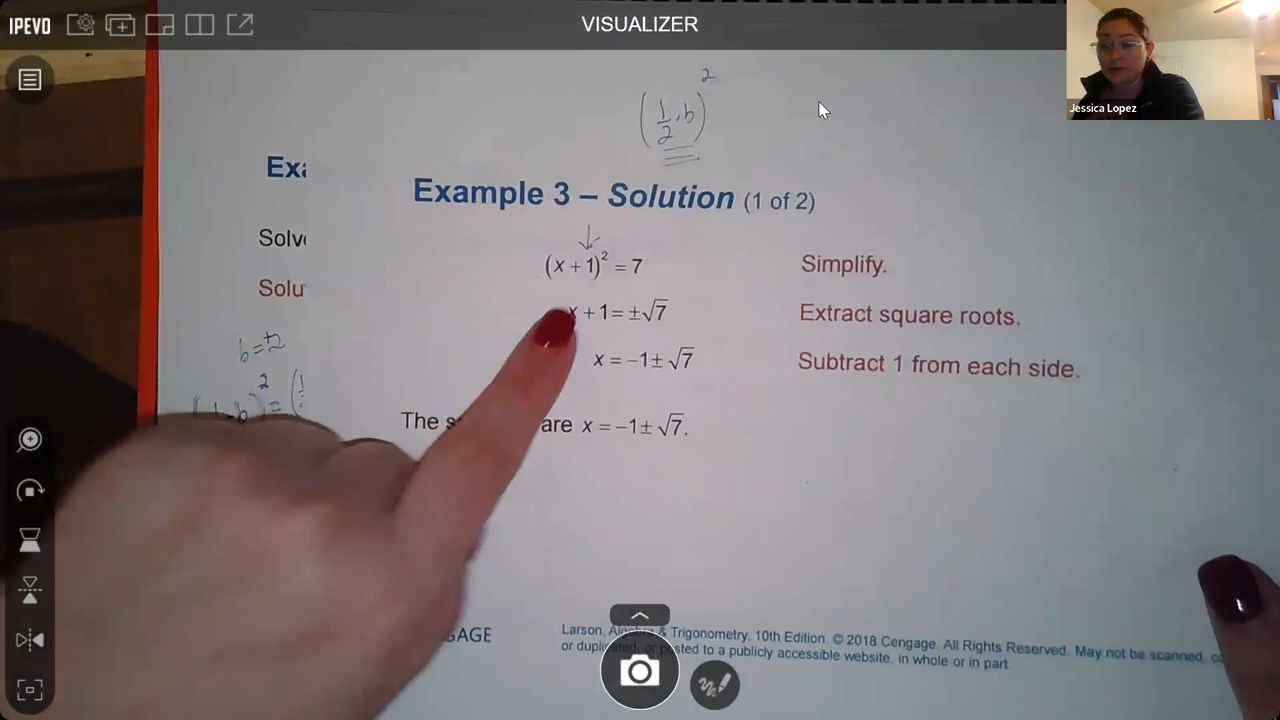 IPEVO
VISUALIZER
Jessica Lopez
(1/2 · b)²
Exa
Example 3 – Solution (1 of 2)
Solv
Solu
↓
(x + 1)² = 7 Simplify.
x + 1 = ±√7 Extract square roots.
x = −1 ± √7 Subtract 1 from each side.
b = +2
The are x = −1 ± √7.
GAGE
Larson, Algebra & Trigonometry, 10th Edition. © 2018 Cengage. All Rights Reserved. May not be scanned,
or duplicated, or posted to a publicly accessible website, in whole or in part